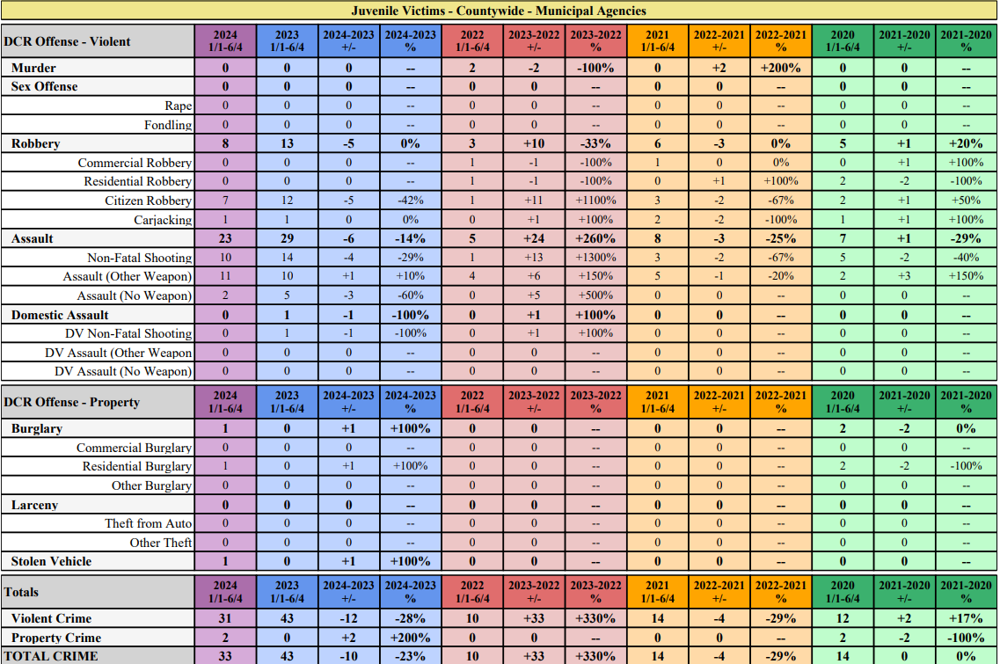 Juvenile Victims - Countywide - Municipal Agencies
DCR Offense - Violent 2024 1/1-6/4 2023 1/1-6/4 2024-2023 +/- 2024-2023 % 2022 1/1-6/4 2023-2022 +/- 2023-2022 % 2021 1/1-6/4 2022-2021 +/- 2022-2021 % 2020 1/1-6/4 2021-2020 +/- 2021-2020 %
Murder 0 0 0 -- 2 -2 -100% 0 +2 +200% 0 0 --
Sex Offense 0 0 0 -- 0 0 -- 0 0 -- 0 0 --
Rape 0 0 0 -- 0 0 -- 0 0 -- 0 0 --
Fondling 0 0 0 -- 0 0 -- 0 0 -- 0 0 --
Robbery 8 13 -5 0% 3 +10 -33% 6 -3 0% 5 +1 +20%
Commercial Robbery 0 0 0 -- 1 -1 -100% 1 0 0% 0 +1 +100%
Residential Robbery 0 0 0 -- 1 -1 -100% 0 +1 +100% 2 -2 -100%
Citizen Robbery 7 12 -5 -42% 1 +11 +1100% 3 -2 -67% 2 +1 +50%
Carjacking 1 1 0 0% 0 +1 +100% 2 -2 -100% 1 +1 +100%
Assault 23 29 -6 -14% 5 +24 +260% 8 -3 -25% 7 +1 -29%
Non-Fatal Shooting 10 14 -4 -29% 1 +13 +1300% 3 -2 -67% 5 -2 -40%
Assault (Other Weapon) 11 10 +1 +10% 4 +6 +150% 5 -1 -20% 2 +3 +150%
Assault (No Weapon) 2 5 -3 -60% 0 +5 +500% 0 0 -- 0 0 --
Domestic Assault 0 1 -1 -100% 0 +1 +100% 0 0 -- 0 0 --
DV Non-Fatal Shooting 0 1 -1 -100% 0 +1 +100% 0 0 -- 0 0 --
DV Assault (Other Weapon 0 0 0 -- 0 0 -- 0 0 -- 0 0 --
DV Assault (No Weapon) 0 0 0 -- 0 0 -- 0 0 -- 0 0 --
DCR Offense - Property 2024 1/1-6/4 2023 1/1-6/4 2024-2023 +/- 2024-2023 % 2022 1/1-6/4 2023-2022 +/- 2023-2022 % 2021 1/1-6/4 2022-2021 +/- 2022-2021 % 2020 1/1-6/4 2021-2020 +/- 2021-2020 %
Burglary 1 0 +1 +100% 0 0 -- 0 0 -- 2 -2 0%
Commercial Burglary 0 0 0 -- 0 0 -- 0 0 -- 0 0 --
Residential Burglary 1 0 +1 +100% 0 0 -- 0 0 -- 2 -2 -100%
Other Burglary 0 0 0 -- 0 0 -- 0 0 -- 0 0 --
Larceny 0 0 0 -- 0 0 -- 0 0 -- 0 0 --
Theft from Auto 0 0 0 -- 0 0 -- 0 0 -- 0 0 --
Other Theft 0 0 0 -- 0 0 -- 0 0 -- 0 0 --
Stolen Vehicle 1 0 +1 +100% 0 0 -- 0 0 -- 0 0 --
Totals 2024 1/1-6/4 2023 1/1-6/4 2024-2023 +/- 2024-2023 % 2022 1/1-6/4 2023-2022 +/- 2023-2022 % 2021 1/1-6/4 2022-2021 +/- 2022-2021 % 2020 1/1-6/4 2021-2020 +/- 2021-2020 %
Violent Crime 31 43 -12 -28% 10 +33 +330% 14 -4 -29% 12 +2 +17%
Property Crime 2 0 +2 +200% 0 0 -- 0 0 -- 2 -2 -100%
TOTAL CRIME 33 43 -10 -23% 10 +33 +330% 14 -4 -29% 14 0 0%